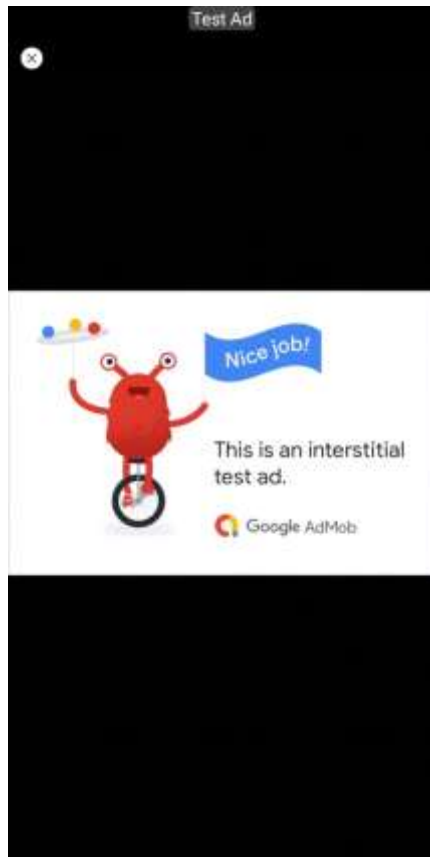 Test Ad
Nice job!
This is an interstitial
test ad.
Google AdMob